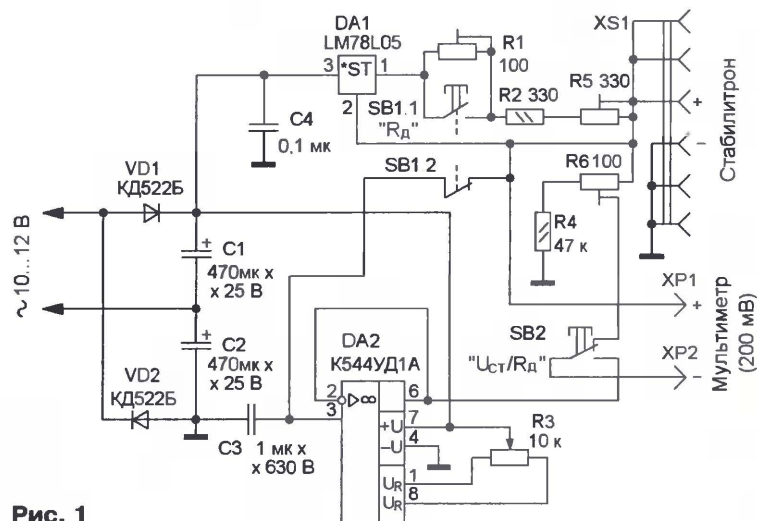 DA1
LM78L05
3
*ST
1
2
R1
100
SB1.1
"Rд"
R2 330
R5 330
XS1
+
−
Стабилитрон
C4
0,1 мк
VD1
КД522Б
SB1.2
R6 100
R4
47 к
~10...12 В
+
C1
470мк х
х 25 В
+
C2
470мк х
х 25 В
VD2
КД522Б
C3
1 мк х
х 630 В
DA2
К544УД1А
2
3
▷∞
6
7
+U
4
−U
1
UR
8
UR
SB2
"Uст/Rд"
R3
10 к
XP1
+
XP2
−
Мультиметр
(200 мВ)
Рис. 1